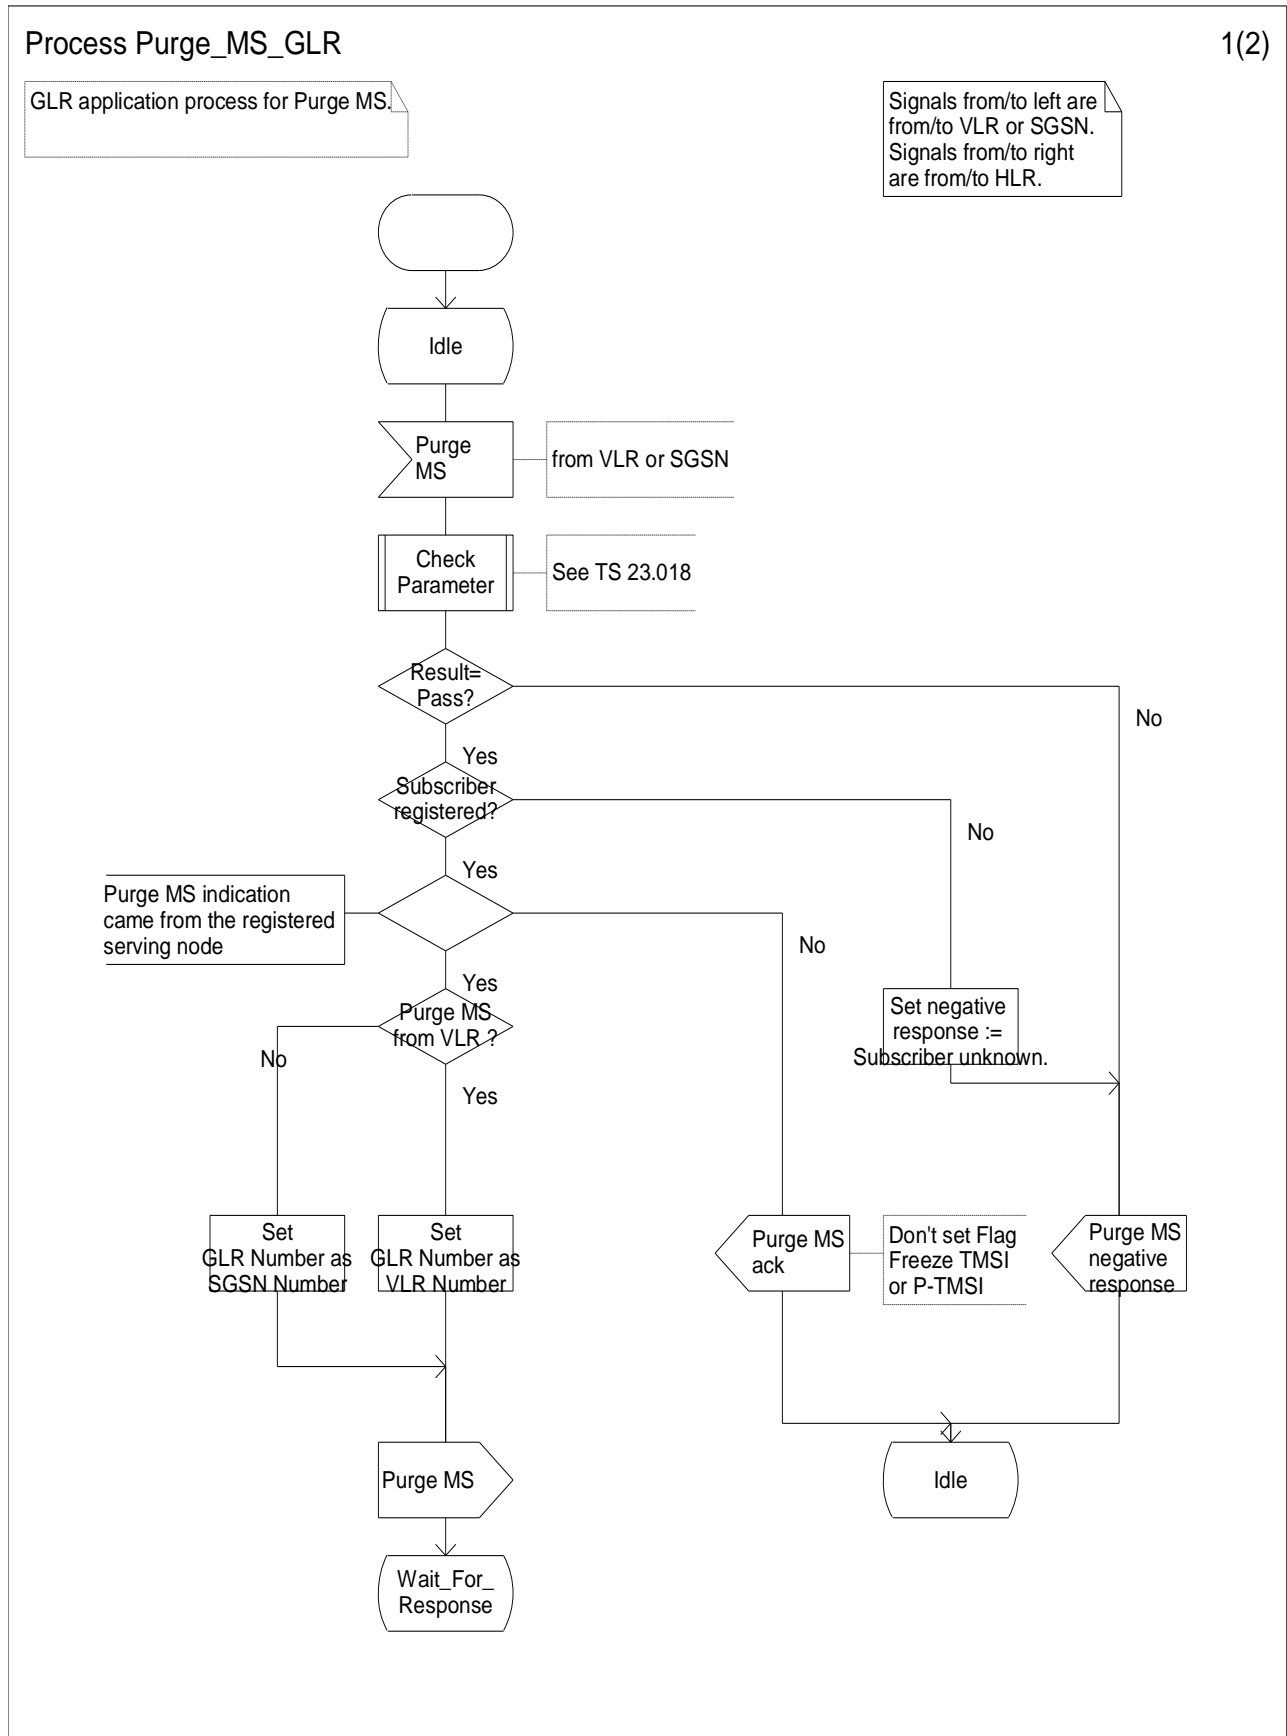 Process Purge_MS_GLR
1(2)
GLR application process for Purge MS.
Signals from/to left are
from/to VLR or SGSN.
Signals from/to right
are from/to HLR.
Idle
Purge
MS
from VLR or SGSN
Check
Parameter
See TS 23.018
Result=
Pass?
No
Yes
Subscriber
registered?
No
Yes
Purge MS indication
came from the registered
serving node
No
Yes
Purge MS
from VLR ?
No
Yes
Set negative
response :=
Subscriber unknown.
Set
GLR Number as
SGSN Number
Set
GLR Number as
VLR Number
Purge MS
ack
Don't set Flag
Freeze TMSI
or P-TMSI
Purge MS
negative
response
Purge MS
Idle
Wait_For_
Response